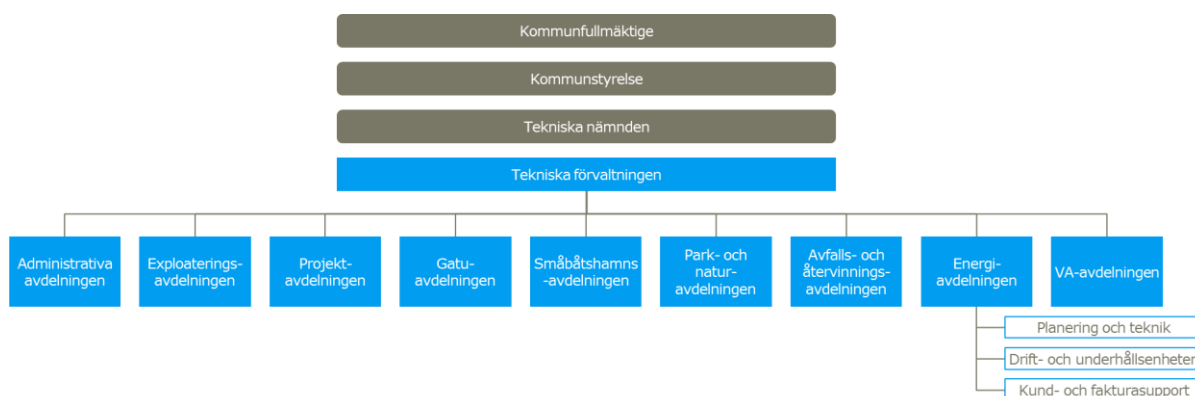 Kommunfullmäktige
Kommunstyrelse
Tekniska nämnden
Tekniska förvaltningen
Administrativa
avdelningen
Exploaterings-
avdelningen
Projekt-
avdelningen
Gatu-
avdelningen
Småbåtshamns
-avdelningen
Park- och
natur-
avdelningen
Avfalls- och
återvinnings-
avdelningen
Energi-
avdelningen
VA-avdelningen
Planering och teknik
Drift- och underhållsenheten
Kund- och fakturasupport